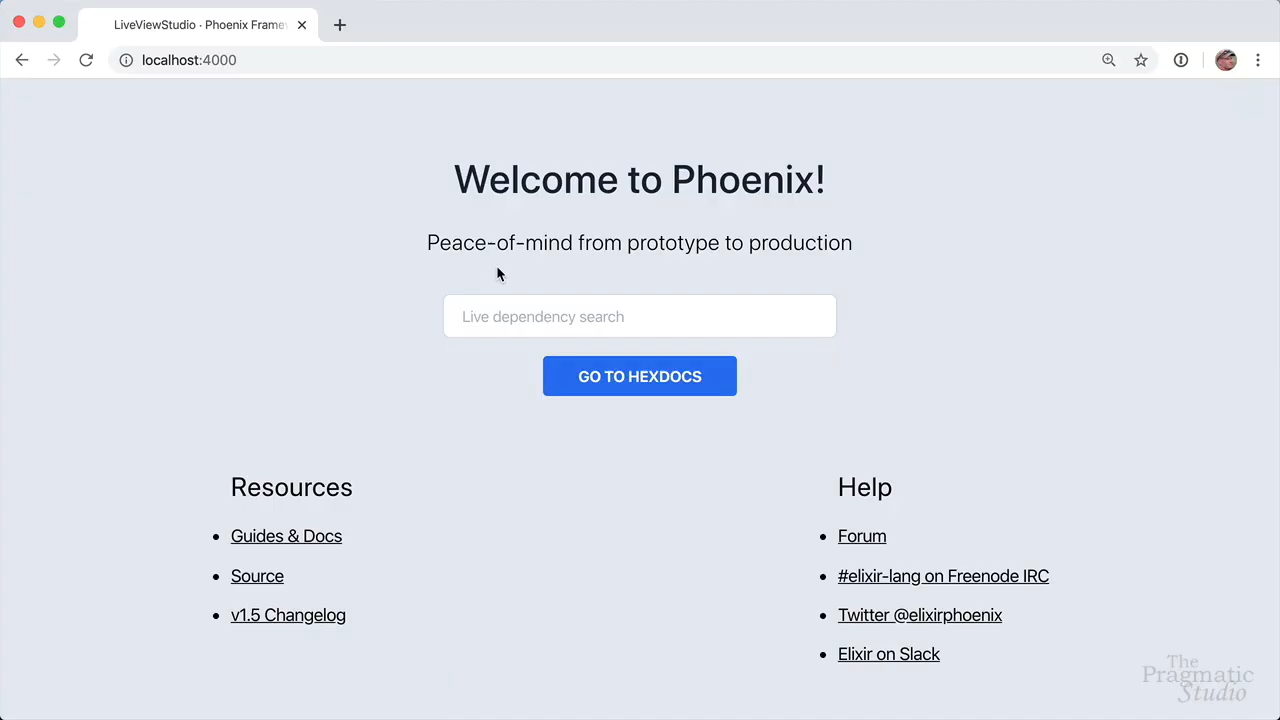 LiveViewStudio · Phoenix Frame
localhost:4000
Welcome to Phoenix!
Peace-of-mind from prototype to production
Live dependency search
GO TO HEXDOCS
Resources
Guides & Docs
Source
v1.5 Changelog
Help
Forum
#elixir-lang on Freenode IRC
Twitter @elixirphoenix
Elixir on Slack
The
Pragmatic
Studio